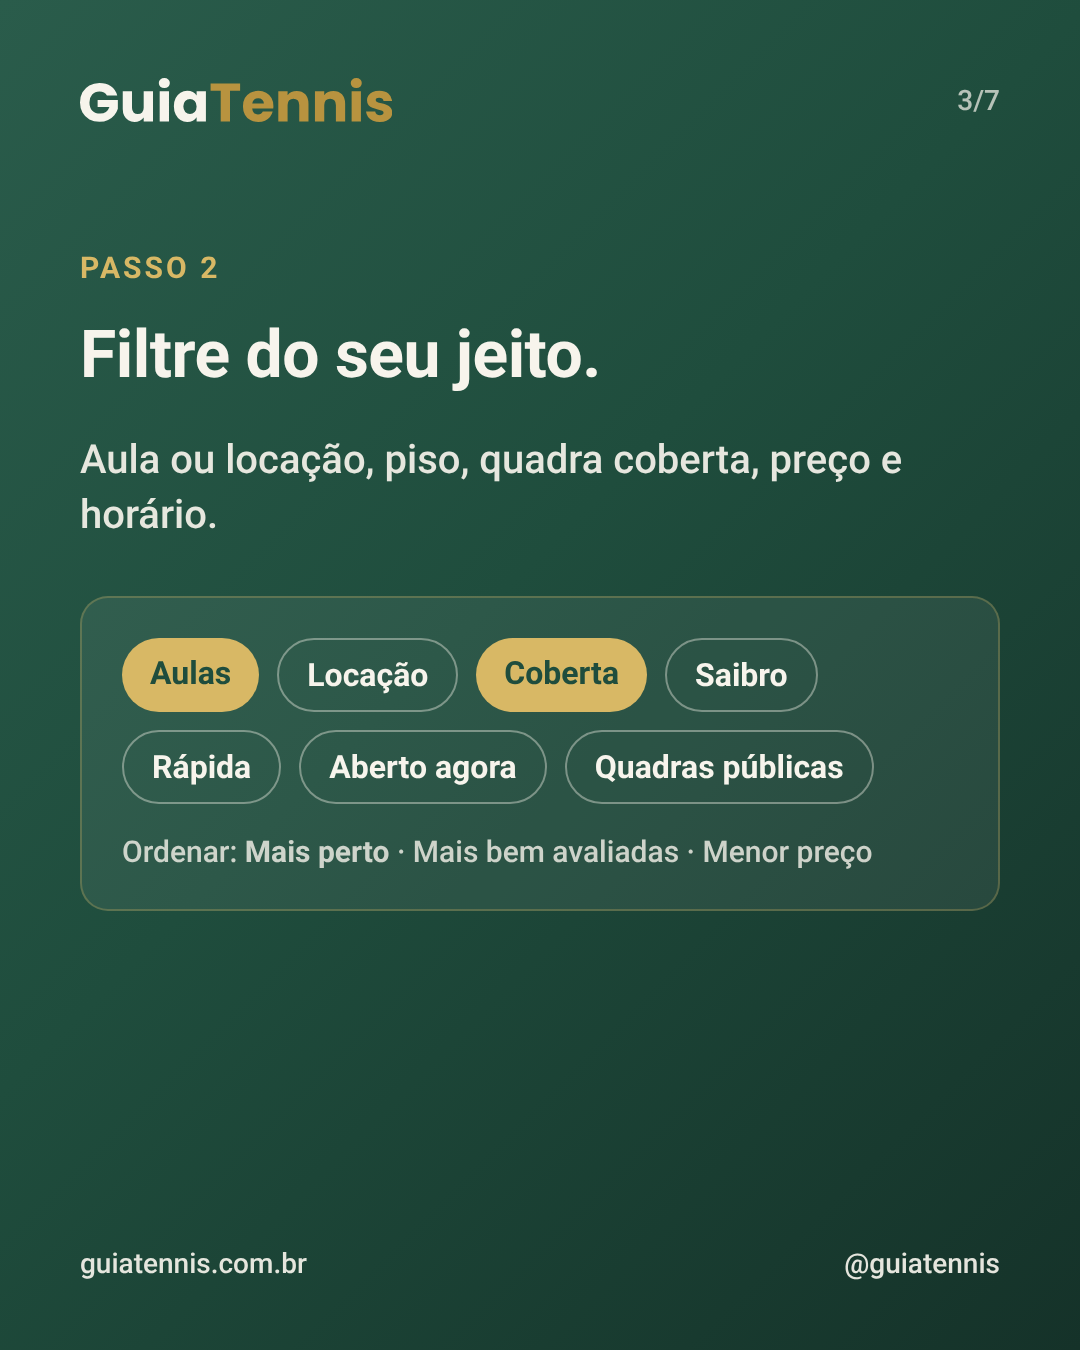 GuiaTennis
3/7
PASSO 2
Filtre do seu jeito.
Aula ou locação, piso, quadra coberta, preço e
horário.
Aulas Locação Coberta Saibro
Rápida Aberto agora Quadras públicas
Ordenar: Mais perto · Mais bem avaliadas · Menor preço
guiatennis.com.br
@guiatennis